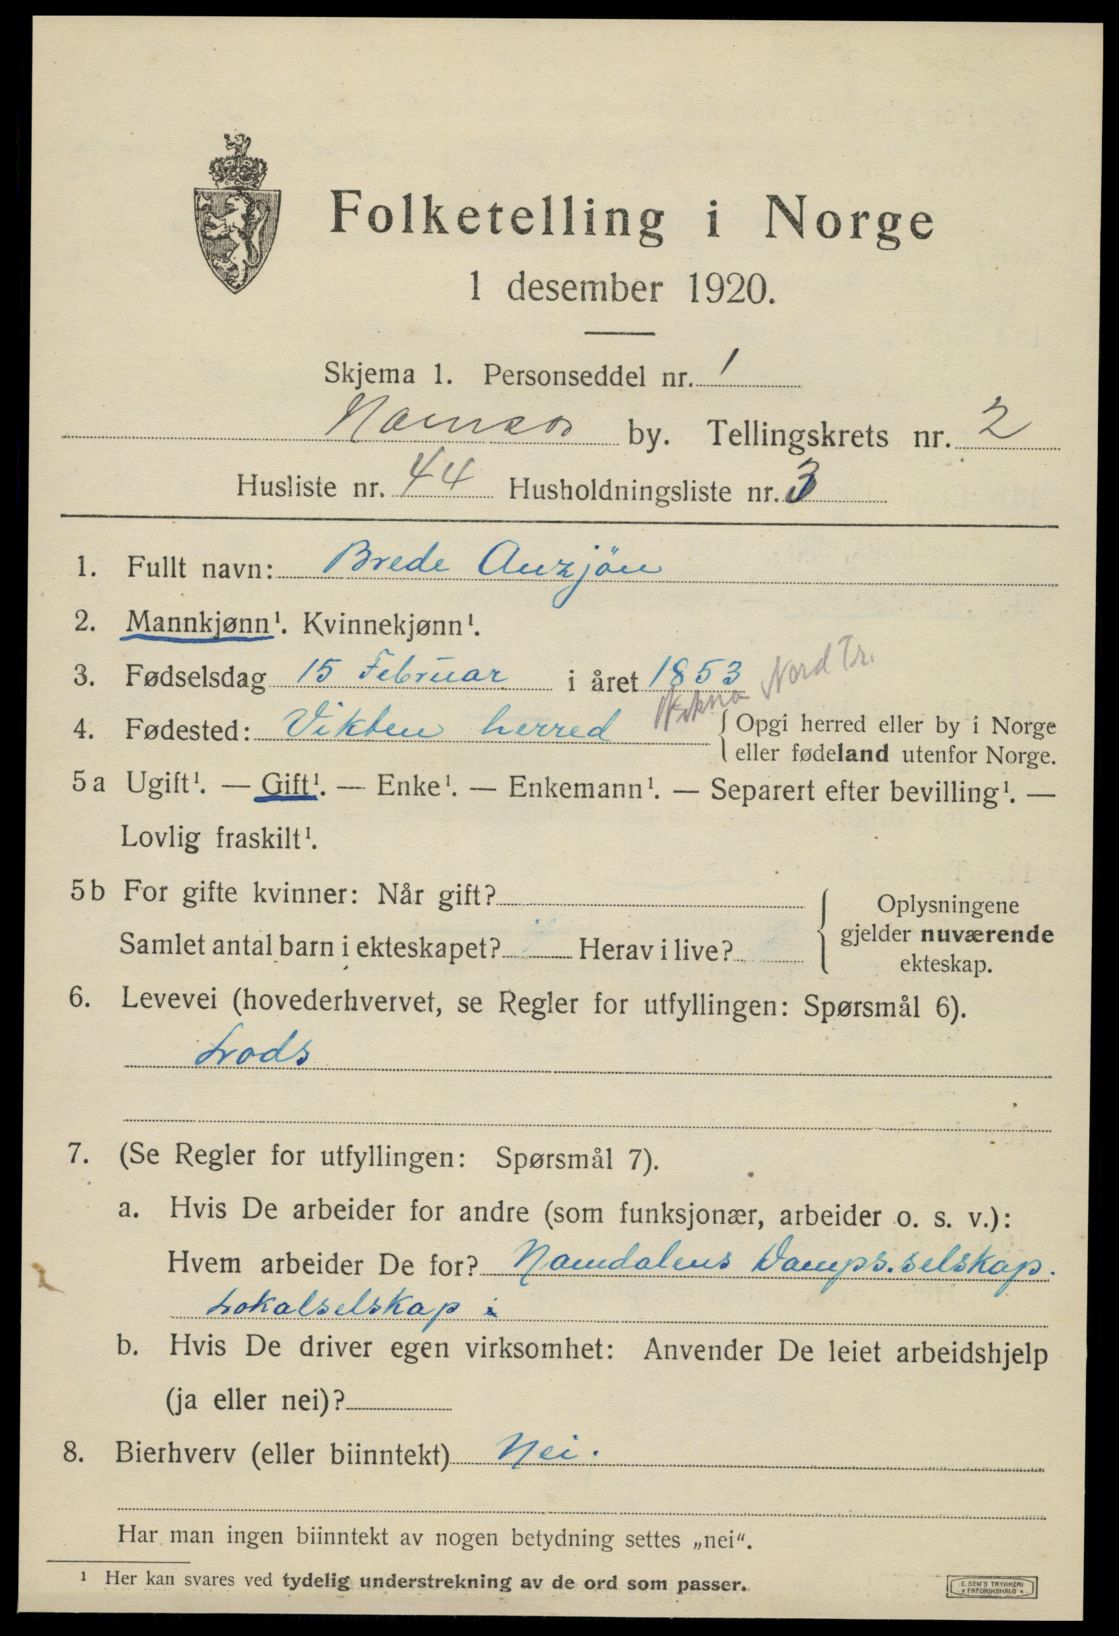 Folketelling i Norge
1 desember 1920.
Skjema 1. Personseddel nr. 1
Namsos by. Tellingskrets nr. 2
Husliste nr. 44 Husholdningsliste nr. 3
1. Fullt navn: Brede Auzjön
2. Mannkjønn¹. Kvinnekjønn¹.
3. Fødselsdag 15 Februar i året 1853 Nord Tr.
4. Fødested: Vikten herred {Opgi herred eller by i Norge
eller fødeland utenfor Norge.
5a Ugift¹. — Gift¹. — Enke¹. — Enkemann¹. — Separert efter bevilling¹. —
Lovlig fraskilt¹.
5b For gifte kvinner: Når gift?
Samlet antal barn i ekteskapet? Herav i live?
Oplysningene
gjelder nuværende
ekteskap.
6. Levevei (hovederhvervet, se Regler for utfyllingen: Spørsmål 6).
Lods
7. (Se Regler for utfyllingen: Spørsmål 7).
a. Hvis De arbeider for andre (som funksjonær, arbeider o. s. v.):
Hvem arbeider De for? Namdalens Damps.selskap.
Lokalselskap
b. Hvis De driver egen virksomhet: Anvender De leiet arbeidshjelp
(ja eller nei)?
8. Bierhverv (eller biinntekt) Nei.
Har man ingen biinntekt av nogen betydning settes „nei“.
¹ Her kan svares ved tydelig understrekning av de ord som passer.
E. SEM'S TRYKKERI
FREDRIKSHALD